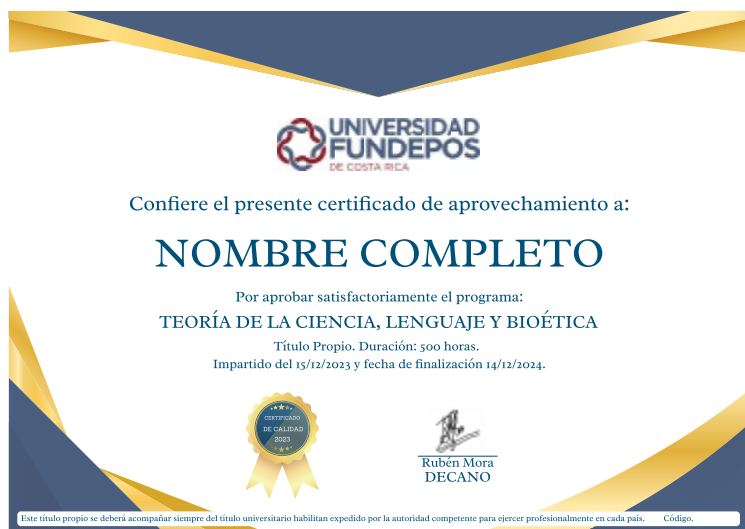 UNIVERSIDAD
FUNDEPOS
DE COSTA RICA
Confiere el presente certificado de aprovechamiento a:
NOMBRE COMPLETO
Por aprobar satisfactoriamente el programa:
TEORÍA DE LA CIENCIA, LENGUAJE Y BIOÉTICA
Título Propio. Duración: 500 horas.
Impartido del 15/12/2023 y fecha de finalización 14/12/2024.
CERTIFICADO
DE CALIDAD
2023
Rubén Mora
DECANO
Este título propio se deberá acompañar siempre del título universitario habilitan expedido por la autoridad competente para ejercer profesionalmente en cada país. Código.